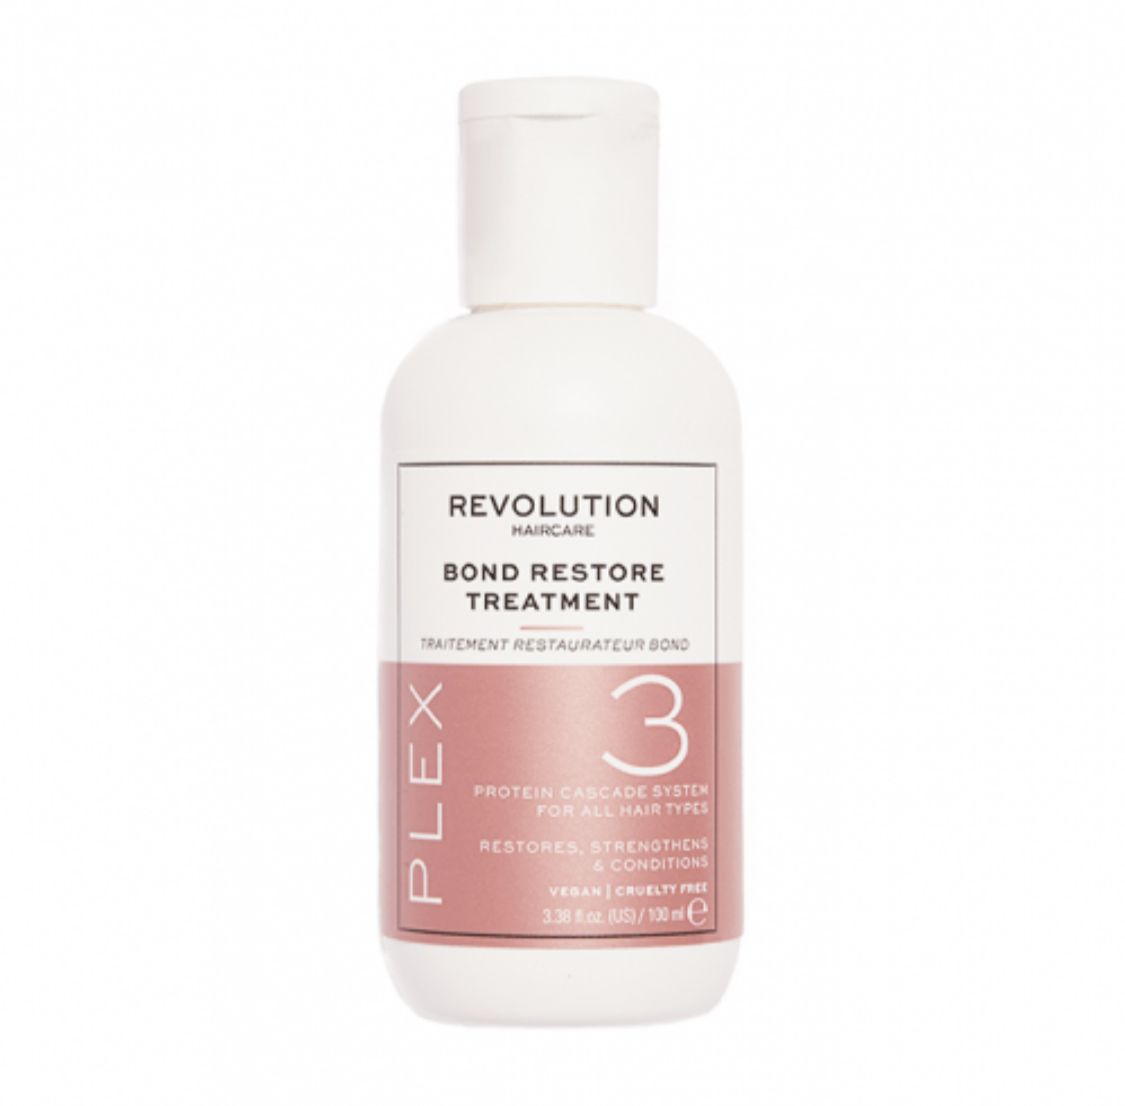 REVOLUTION
HAIRCARE
BOND RESTORE
TREATMENT
TRAITEMENT RESTAURATEUR BOND
PLEX
3
PROTEIN CASCADE SYSTEM
FOR ALL HAIR TYPES
RESTORES, STRENGTHENS
& CONDITIONS
VEGAN | CRUELTY FREE
3.38 fl.oz. (US) / 100 ml ℮